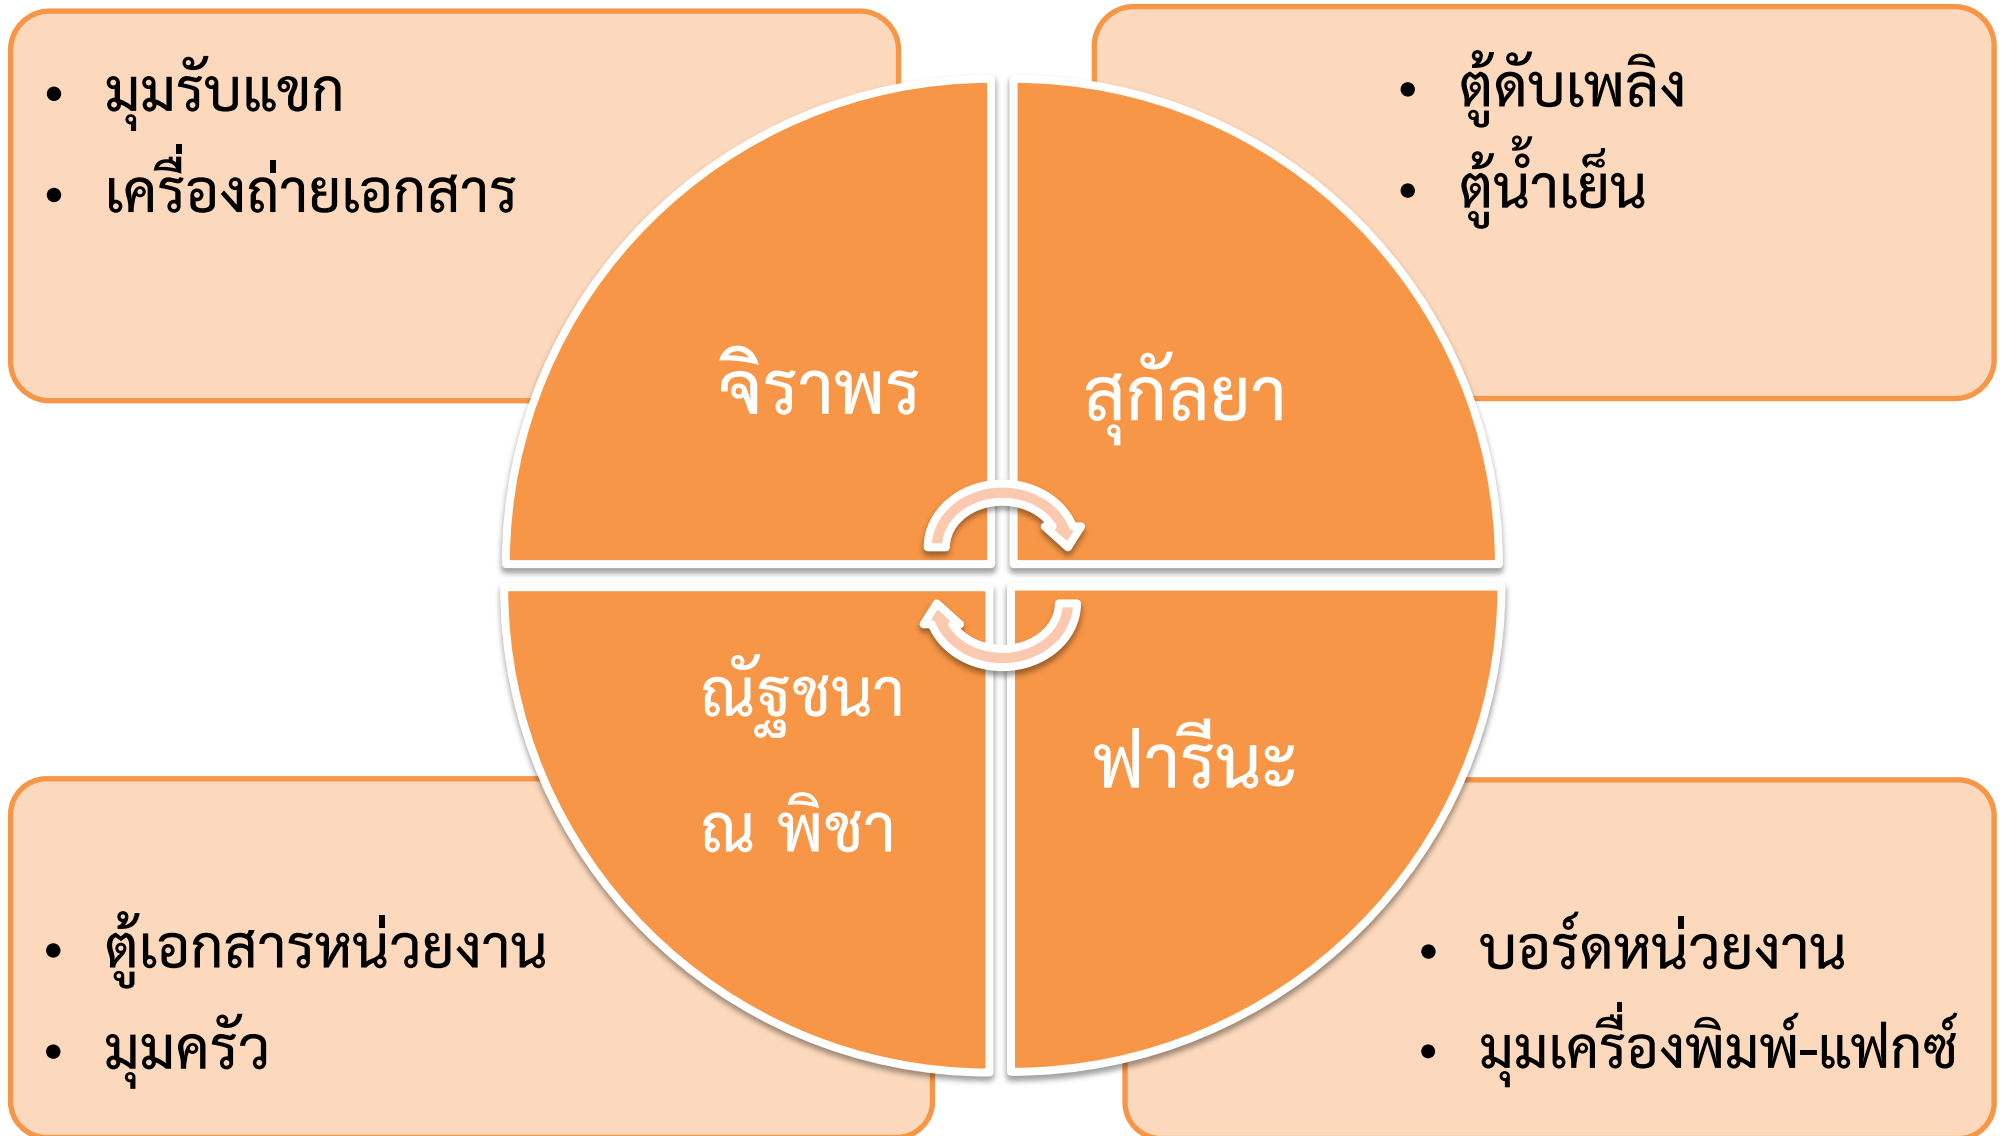 • มุมรับแขก
• เครื่องถ่ายเอกสาร
• ตู้ดับเพลิง
• ตู้น้ำเย็น
จิราพร
สุกัลยา
ณัฐชนา
ณ พิชา
ฟารีนะ
• ตู้เอกสารหน่วยงาน
• มุมครัว
• บอร์ดหน่วยงาน
• มุมเครื่องพิมพ์-แฟกซ์